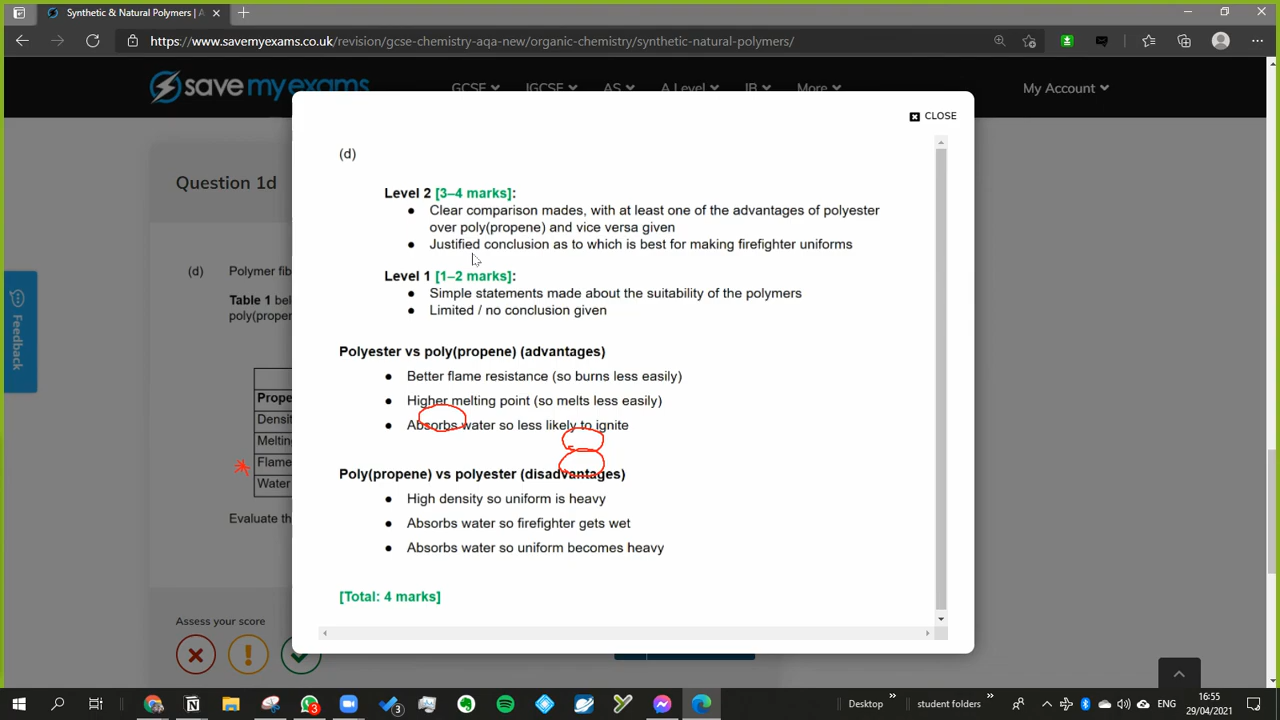 Synthetic & Natural Polymers | A
https://www.savemyexams.co.uk/revision/gcse-chemistry-aqa-new/organic-chemistry/synthetic-natural-polymers/
save my exams
GCSE
IGCSE
AS
A Level
IB
More
My Account
CLOSE
Question 1d
Feedback
(d) Polymer fib
Table 1 bel
poly(proper
Prope
Densit
Melting
Flame
Water
Evaluate th
(d)
Level 2 [3–4 marks]:
● Clear comparison mades, with at least one of the advantages of polyester
over poly(propene) and vice versa given
● Justified conclusion as to which is best for making firefighter uniforms
Level 1 [1–2 marks]:
● Simple statements made about the suitability of the polymers
● Limited / no conclusion given
Polyester vs poly(propene) (advantages)
● Better flame resistance (so burns less easily)
● Higher melting point (so melts less easily)
● Absorbs water so less likely to ignite
Poly(propene) vs polyester (disadvantages)
● High density so uniform is heavy
● Absorbs water so firefighter gets wet
● Absorbs water so uniform becomes heavy
[Total: 4 marks]
Assess your score
3
3
Desktop
student folders
ENG
16:55
29/04/2021